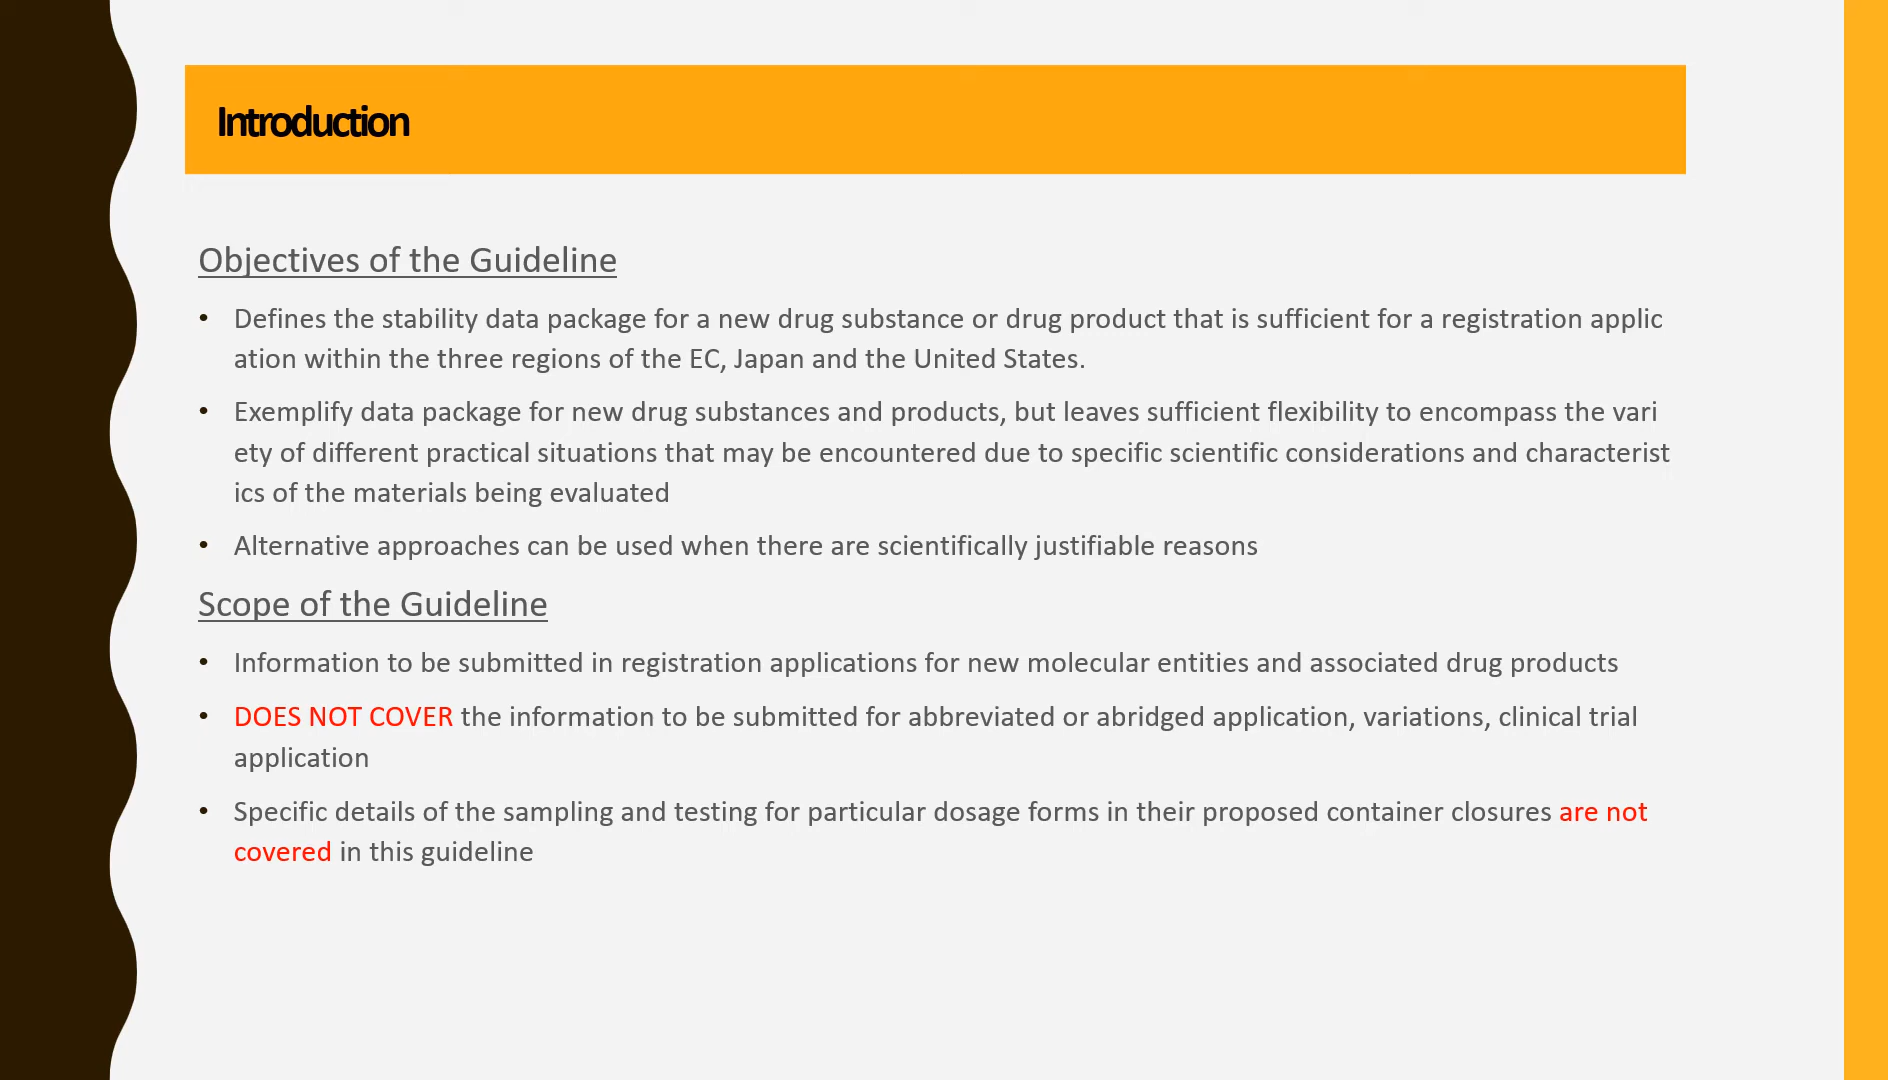 Introduction
Objectives of the Guideline
• Defines the stability data package for a new drug substance or drug product that is sufficient for a registration applic
ation within the three regions of the EC, Japan and the United States.
• Exemplify data package for new drug substances and products, but leaves sufficient flexibility to encompass the vari
ety of different practical situations that may be encountered due to specific scientific considerations and characterist
ics of the materials being evaluated
• Alternative approaches can be used when there are scientifically justifiable reasons
Scope of the Guideline
• Information to be submitted in registration applications for new molecular entities and associated drug products
• DOES NOT COVER the information to be submitted for abbreviated or abridged application, variations, clinical trial
application
• Specific details of the sampling and testing for particular dosage forms in their proposed container closures are not
covered in this guideline